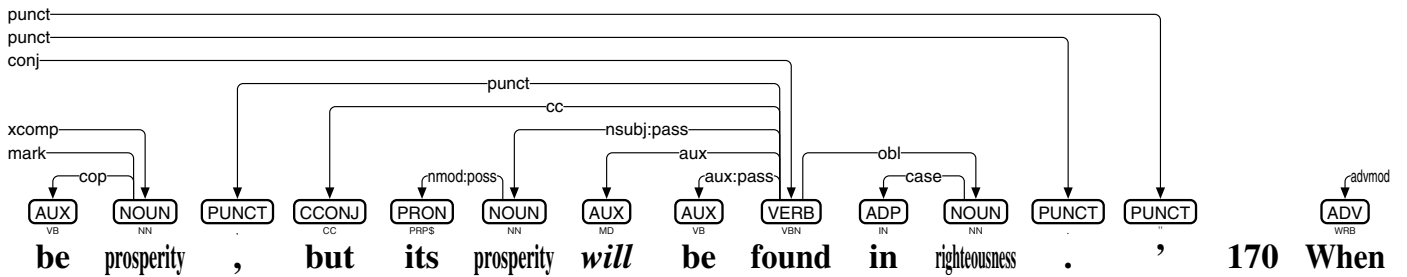 punct
punct
conj
punct
cc
xcomp nsubj:pass
mark aux obl
cop nmod:poss aux:pass case advmod
AUX NOUN PUNCT CCONJ PRON NOUN AUX AUX VERB ADP NOUN PUNCT PUNCT ADV
VB NN , CC PRP$ NN MD VB VBN IN NN . '' WRB
be prosperity , but its prosperity will be found in righteousness . ’ 170 When